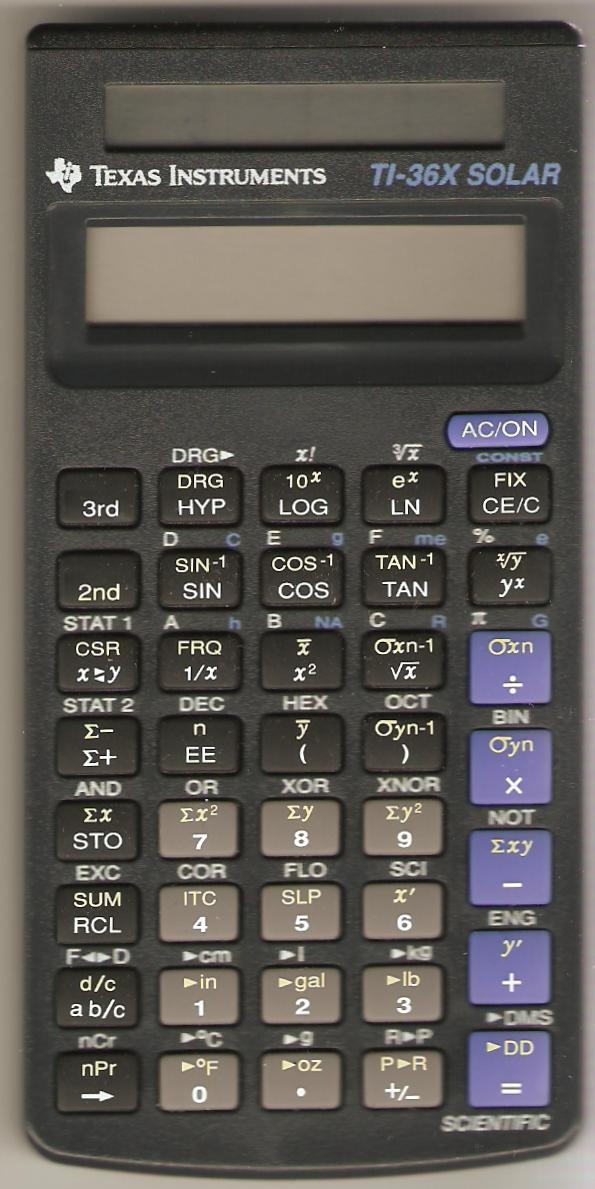 TEXAS INSTRUMENTS TI-36X SOLAR
AC/ON
DRG► x! ∛x CONST
DRG 10ˣ eˣ FIX
3rd HYP LOG LN CE/C
D C E g F me % e
SIN⁻¹ COS⁻¹ TAN⁻¹ ˣ√y
2nd SIN COS TAN yˣ
STAT 1 A h B NA C R π G
CSR FRQ x̅ σxn-1 σxn
x⇆y 1/x x² √x ÷
STAT 2 DEC HEX OCT BIN
Σ− n y̅ σyn-1 σyn
Σ+ EE ( ) ×
AND OR XOR XNOR NOT
Σx Σx² Σy Σy² Σxy
STO 7 8 9 −
EXC COR FLO SCI ENG
SUM ITC SLP x′ y′
RCL 4 5 6 +
F◄►D ►cm ►l ►kg ►DMS
d/c ►in ►gal ►lb ►DD
a b/c 1 2 3 =
nCr ►ºC ►g R►P
nPr ►ºF ►oz P►R
→ 0 . +/−
SCIENTIFIC